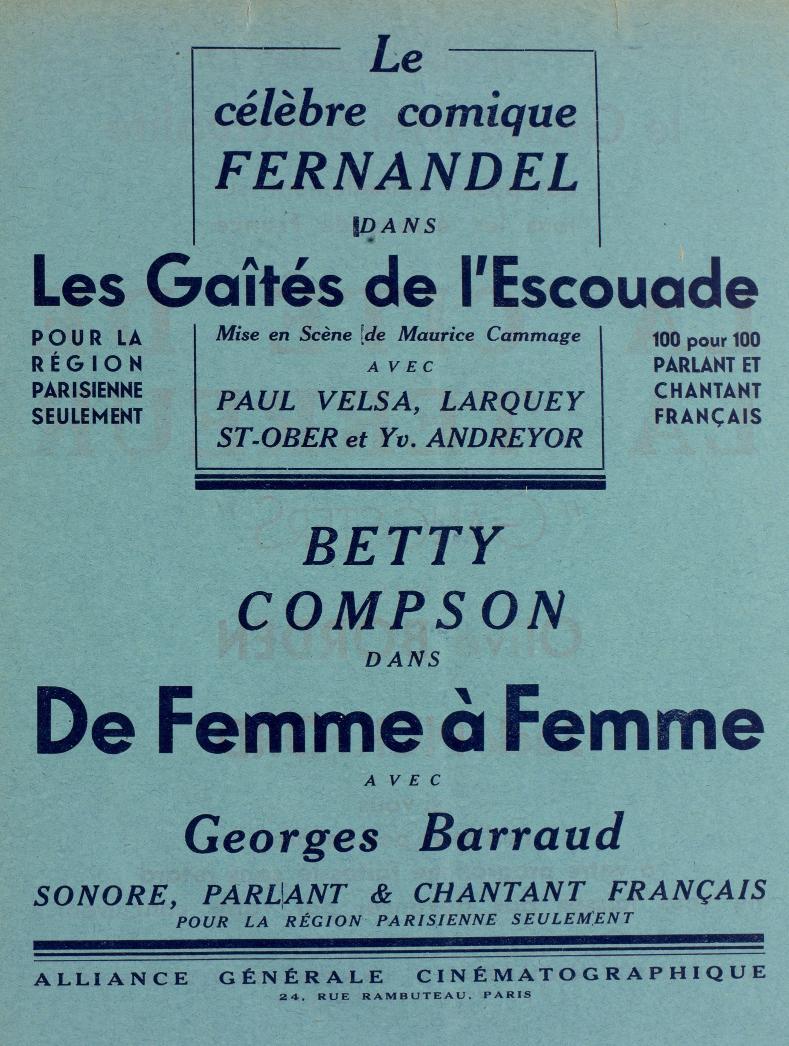 Le
célèbre comique
FERNANDEL
DANS
Les Gaîtés de l'Escouade
POUR LA
RÉGION
PARISIENNE
SEULEMENT
Mise en Scène de Maurice Cammage
AVEC
PAUL VELSA, LARQUEY
ST-OBER et Yv. ANDREYOR
100 pour 100
PARLANT ET
CHANTANT
FRANÇAIS
BETTY
COMPSON
DANS
De Femme à Femme
AVEC
Georges Barraud
SONORE, PARLANT & CHANTANT FRANÇAIS
POUR LA RÉGION PARISIENNE SEULEMENT
ALLIANCE GÉNÉRALE CINÉMATOGRAPHIQUE
24, RUE RAMBUTEAU, PARIS